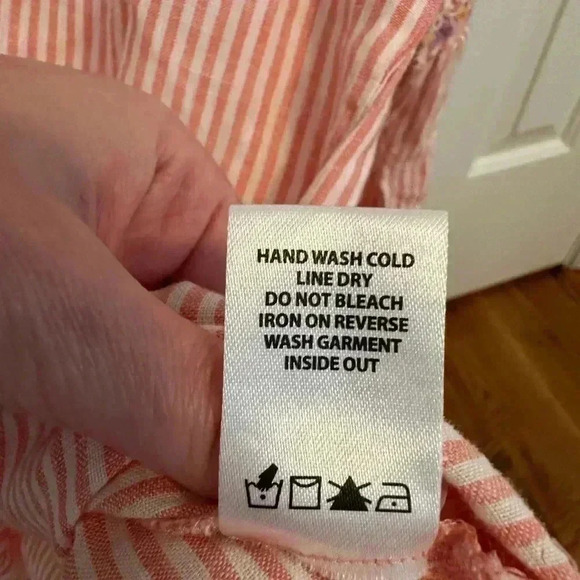 HAND WASH COLD
LINE DRY
DO NOT BLEACH
IRON ON REVERSE
WASH GARMENT
INSIDE OUT